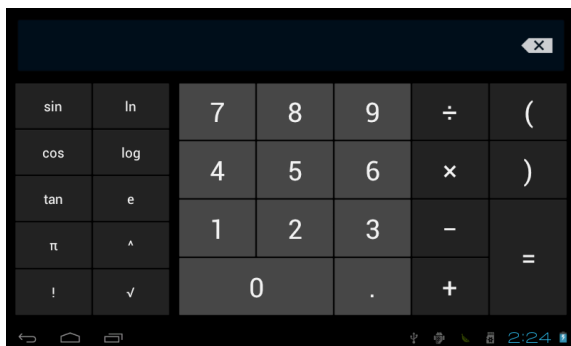 sin ln 7 8 9 ÷ (
cos log 4 5 6 × )
tan e
π ^ 1 2 3 − =
! √ 0 . +
2:24